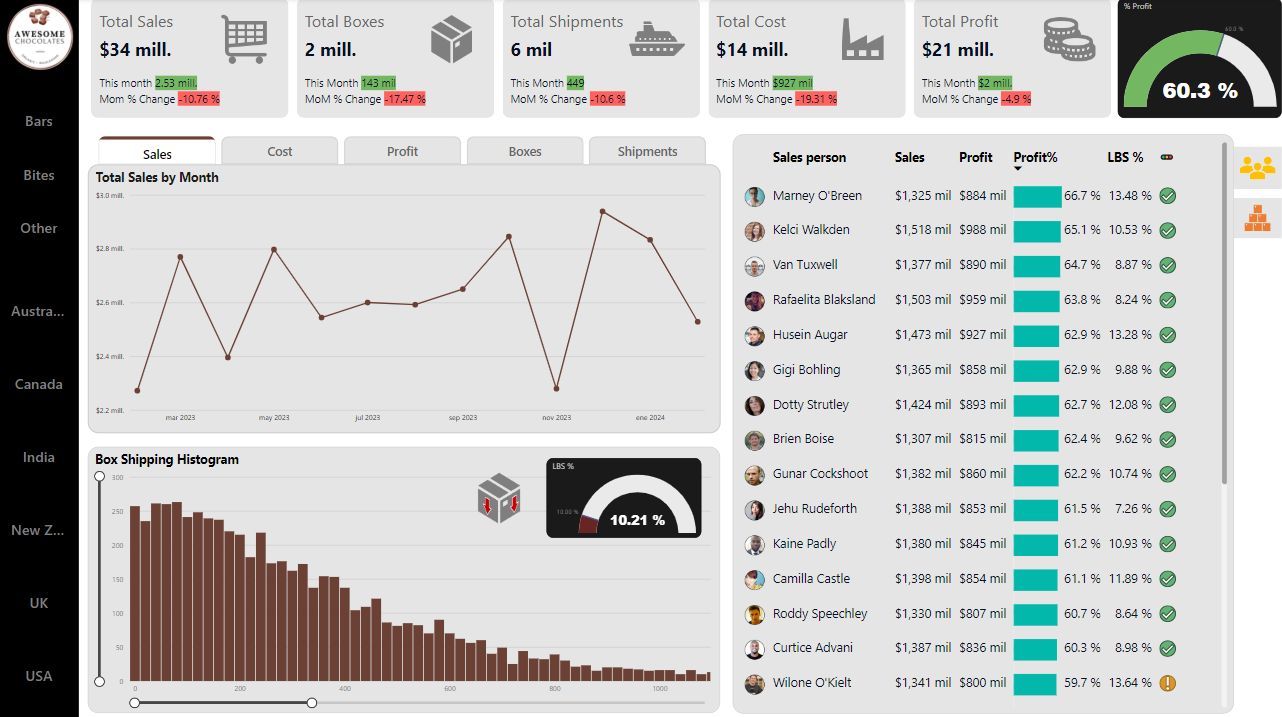 AWESOME
CHOCOLATES
Bars
Bites
Other
Austra...
Canada
India
New Z...
UK
USA
Total Sales
$34 mill.
This month 2.53 mill.
Mom % Change -10.76 %
Total Boxes
2 mill.
This Month 143 mil
MoM % Change -17.47 %
Total Shipments
6 mil
This Month 449
MoM % Change -10.6 %
Total Cost
$14 mill.
This Month $927 mil
MoM % Change -19.31 %
Total Profit
$21 mill.
This Month $2 mill.
MoM % Change -4.9 %
% Profit
60.0 %
60.3 %
Sales
Cost
Profit
Boxes
Shipments
Total Sales by Month
$3.0 mill.
$2.8 mill.
$2.6 mill.
$2.4 mill.
$2.2 mill.
mar 2023 may 2023 jul 2023 sep 2023 nov 2023 ene 2024
Box Shipping Histogram
300
250
200
150
100
50
0
0 200 400 600 800 1000
LBS %
10.00 %
10.21 %
Sales person Sales Profit Profit% LBS %
Marney O'Breen $1,325 mil $884 mil 66.7 % 13.48 %
Kelci Walkden $1,518 mil $988 mil 65.1 % 10.53 %
Van Tuxwell $1,377 mil $890 mil 64.7 % 8.87 %
Rafaelita Blaksland $1,503 mil $959 mil 63.8 % 8.24 %
Husein Augar $1,473 mil $927 mil 62.9 % 13.28 %
Gigi Bohling $1,365 mil $858 mil 62.9 % 9.88 %
Dotty Strutley $1,424 mil $893 mil 62.7 % 12.08 %
Brien Boise $1,307 mil $815 mil 62.4 % 9.62 %
Gunar Cockshoot $1,382 mil $860 mil 62.2 % 10.74 %
Jehu Rudeforth $1,388 mil $853 mil 61.5 % 7.26 %
Kaine Padly $1,380 mil $845 mil 61.2 % 10.93 %
Camilla Castle $1,398 mil $854 mil 61.1 % 11.89 %
Roddy Speechley $1,330 mil $807 mil 60.7 % 8.64 %
Curtice Advani $1,387 mil $836 mil 60.3 % 8.98 %
Wilone O'Kielt $1,341 mil $800 mil 59.7 % 13.64 %